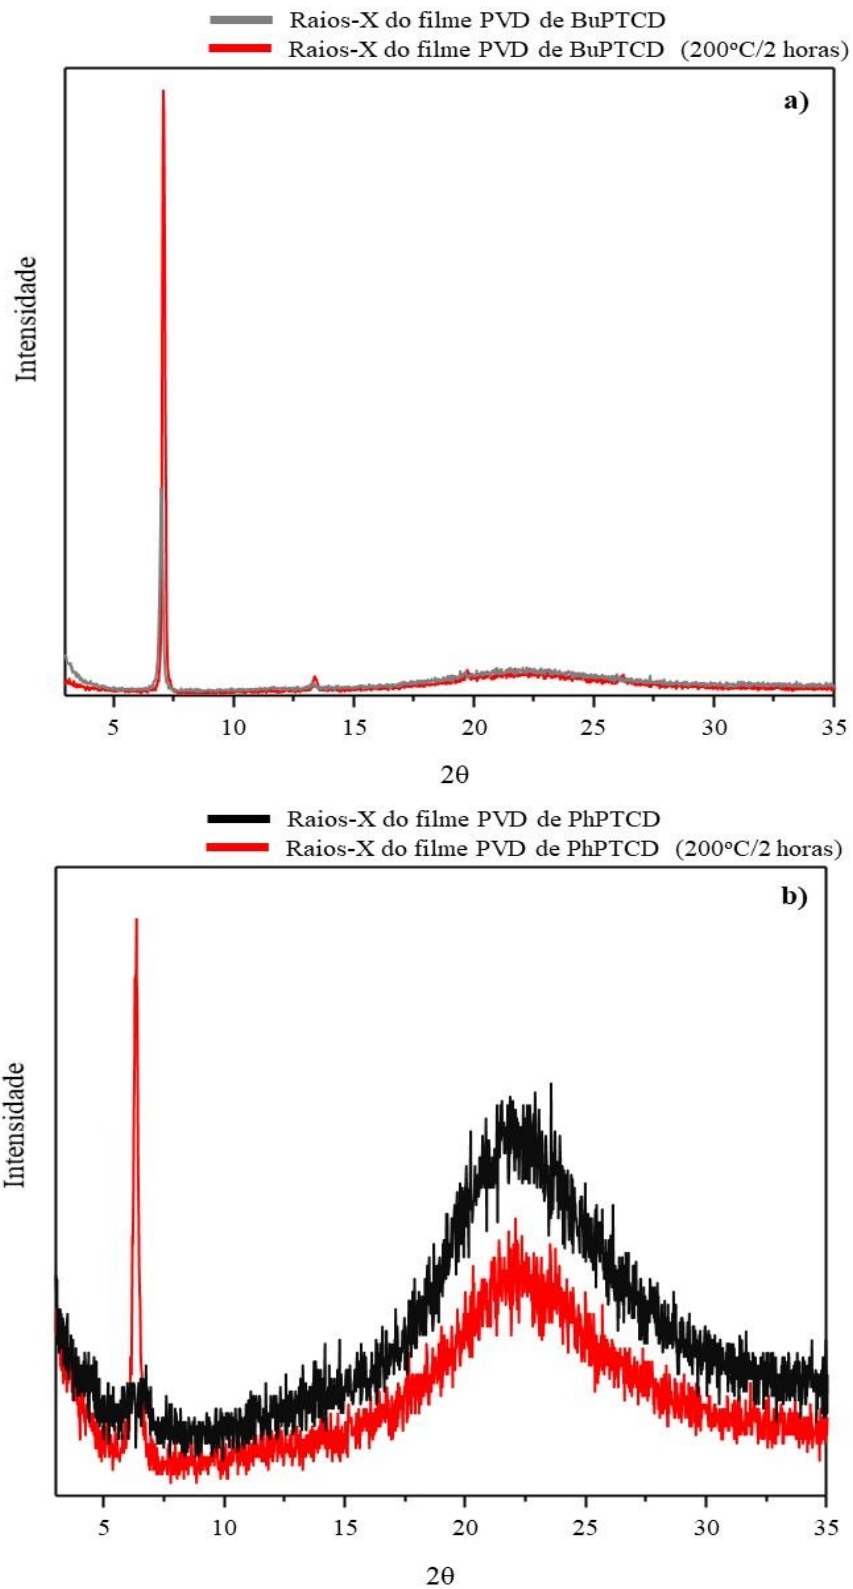 Raios-X do filme PVD de BuPTCD
Raios-X do filme PVD de BuPTCD (200°C/2 horas)
a)
Intensidade
5 10 15 20 25 30 35
2θ
Raios-X do filme PVD de PhPTCD
Raios-X do filme PVD de PhPTCD (200°C/2 horas)
b)
Intensidade
5 10 15 20 25 30 35
2θ